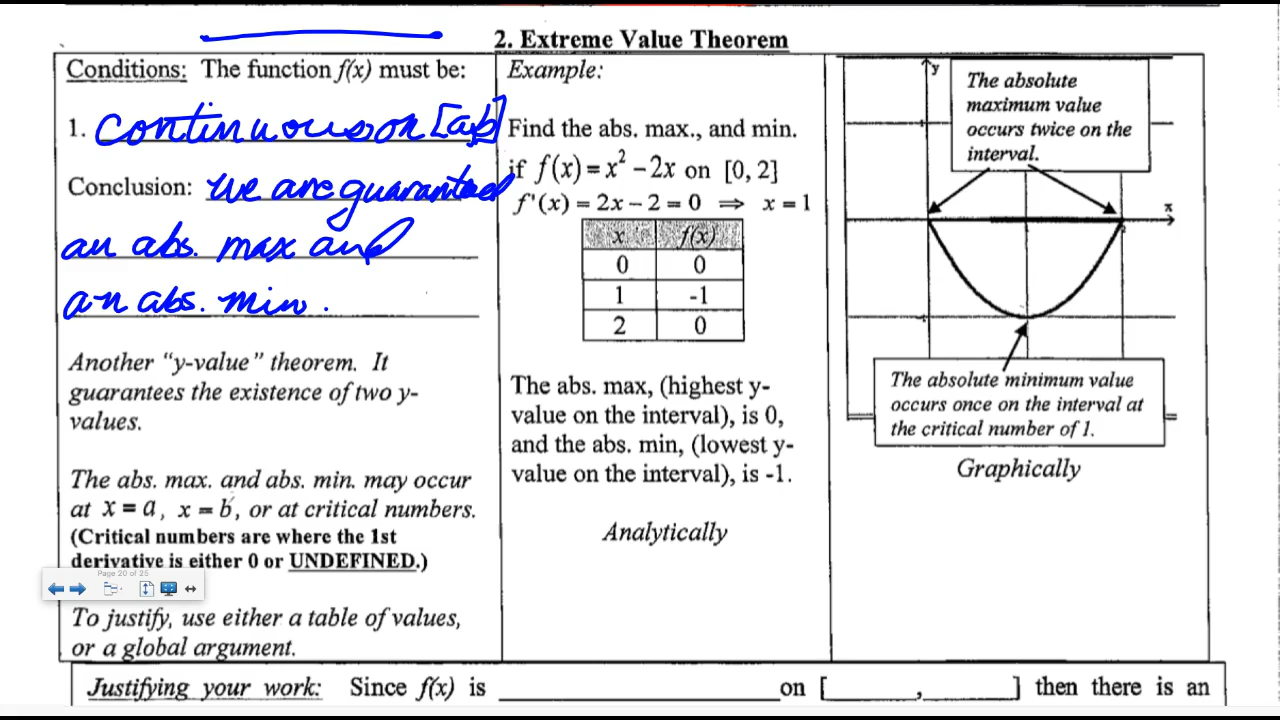 2. Extreme Value Theorem
Conditions: The function f(x) must be:
1. continuous on [a,b]
Conclusion: we are guaranteed
an abs. max and
an abs. min.
Another “y-value” theorem. It
guarantees the existence of two y-
values.
The abs. max. and abs. min. may occur
at x = a, x = b, or at critical numbers.
(Critical numbers are where the 1st
derivative is either 0 or UNDEFINED.)
Page 20 of 25
To justify, use either a table of values,
or a global argument.
Example:
Find the abs. max., and min.
if f(x) = x² − 2x on [0, 2]
f'(x) = 2x − 2 = 0 ⇒ x = 1
x f(x)
0 0
1 -1
2 0
The abs. max, (highest y-
value on the interval), is 0,
and the abs. min, (lowest y-
value on the interval), is -1.
Analytically
y
The absolute
maximum value
occurs twice on the
interval.
x
The absolute minimum value
occurs once on the interval at
the critical number of 1.
Graphically
Justifying your work: Since f(x) is ____________ on [______,______] then there is an